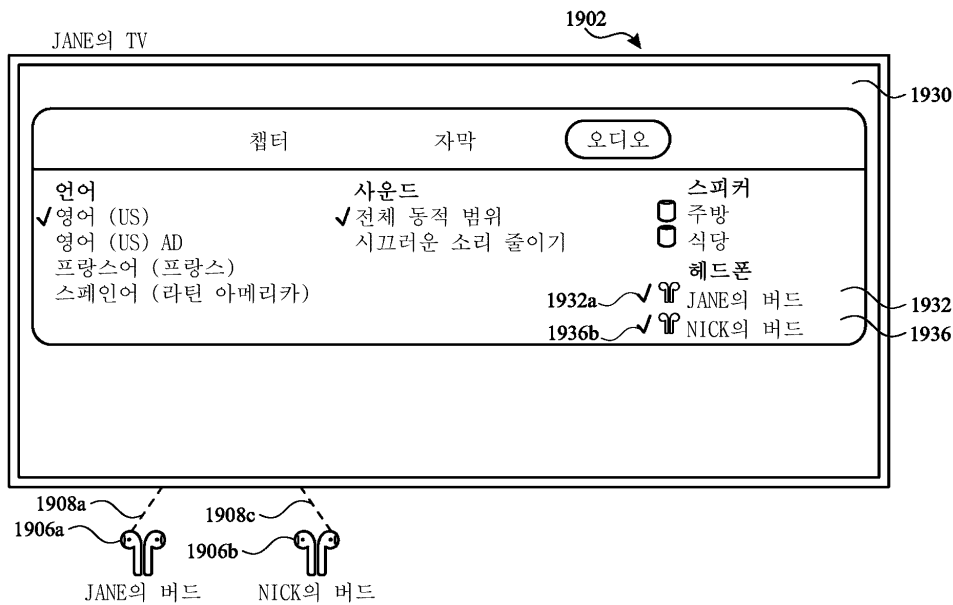 1902
JANE의 TV
1930
챕터 자막 오디오
언어 사운드 스피커
✓영어 (US) ✓전체 동적 범위 주방
영어 (US) AD 시끄러운 소리 줄이기 식당
프랑스어 (프랑스) 헤드폰
스페인어 (라틴 아메리카) 1932a ✓ JANE의 버드 1932
1936b ✓ NICK의 버드 1936
1908a 1908c
1906a 1906b
JANE의 버드 NICK의 버드